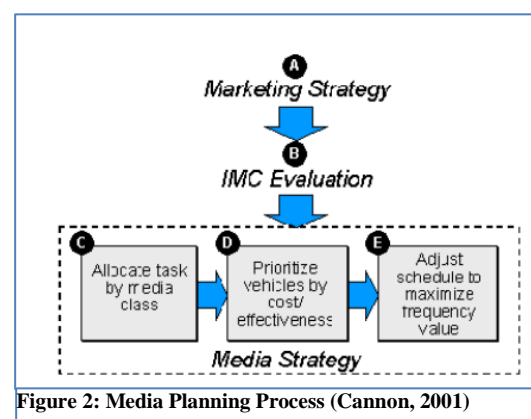 A
Marketing Strategy
B
IMC Evaluation
C
Allocate task
by media
class
D
Prioritize
vehicles by
cost/
effectiveness
E
Adjust
schedule to
maximize
frequency
value
Media Strategy
Figure 2: Media Planning Process (Cannon, 2001)